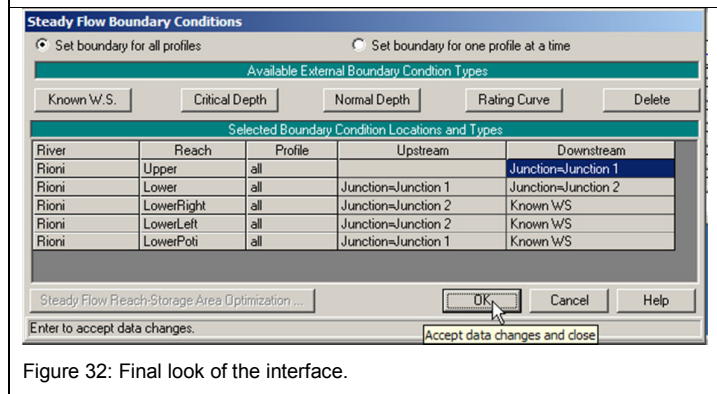 Steady Flow Boundary Conditions
Set boundary for all profiles Set boundary for one profile at a time
Available External Boundary Condtion Types
Known W.S. Critical Depth Normal Depth Rating Curve Delete
Selected Boundary Condition Locations and Types
River Reach Profile Upstream Downstream
Rioni Upper all Junction=Junction 1
Rioni Lower all Junction=Junction 1 Junction=Junction 2
Rioni LowerRight all Junction=Junction 2 Known WS
Rioni LowerLeft all Junction=Junction 2 Known WS
Rioni LowerPoti all Junction=Junction 1 Known WS
Steady Flow Reach-Storage Area Optimization ... OK Cancel Help
Enter to accept data changes.
Accept data changes and close
Figure 32: Final look of the interface.